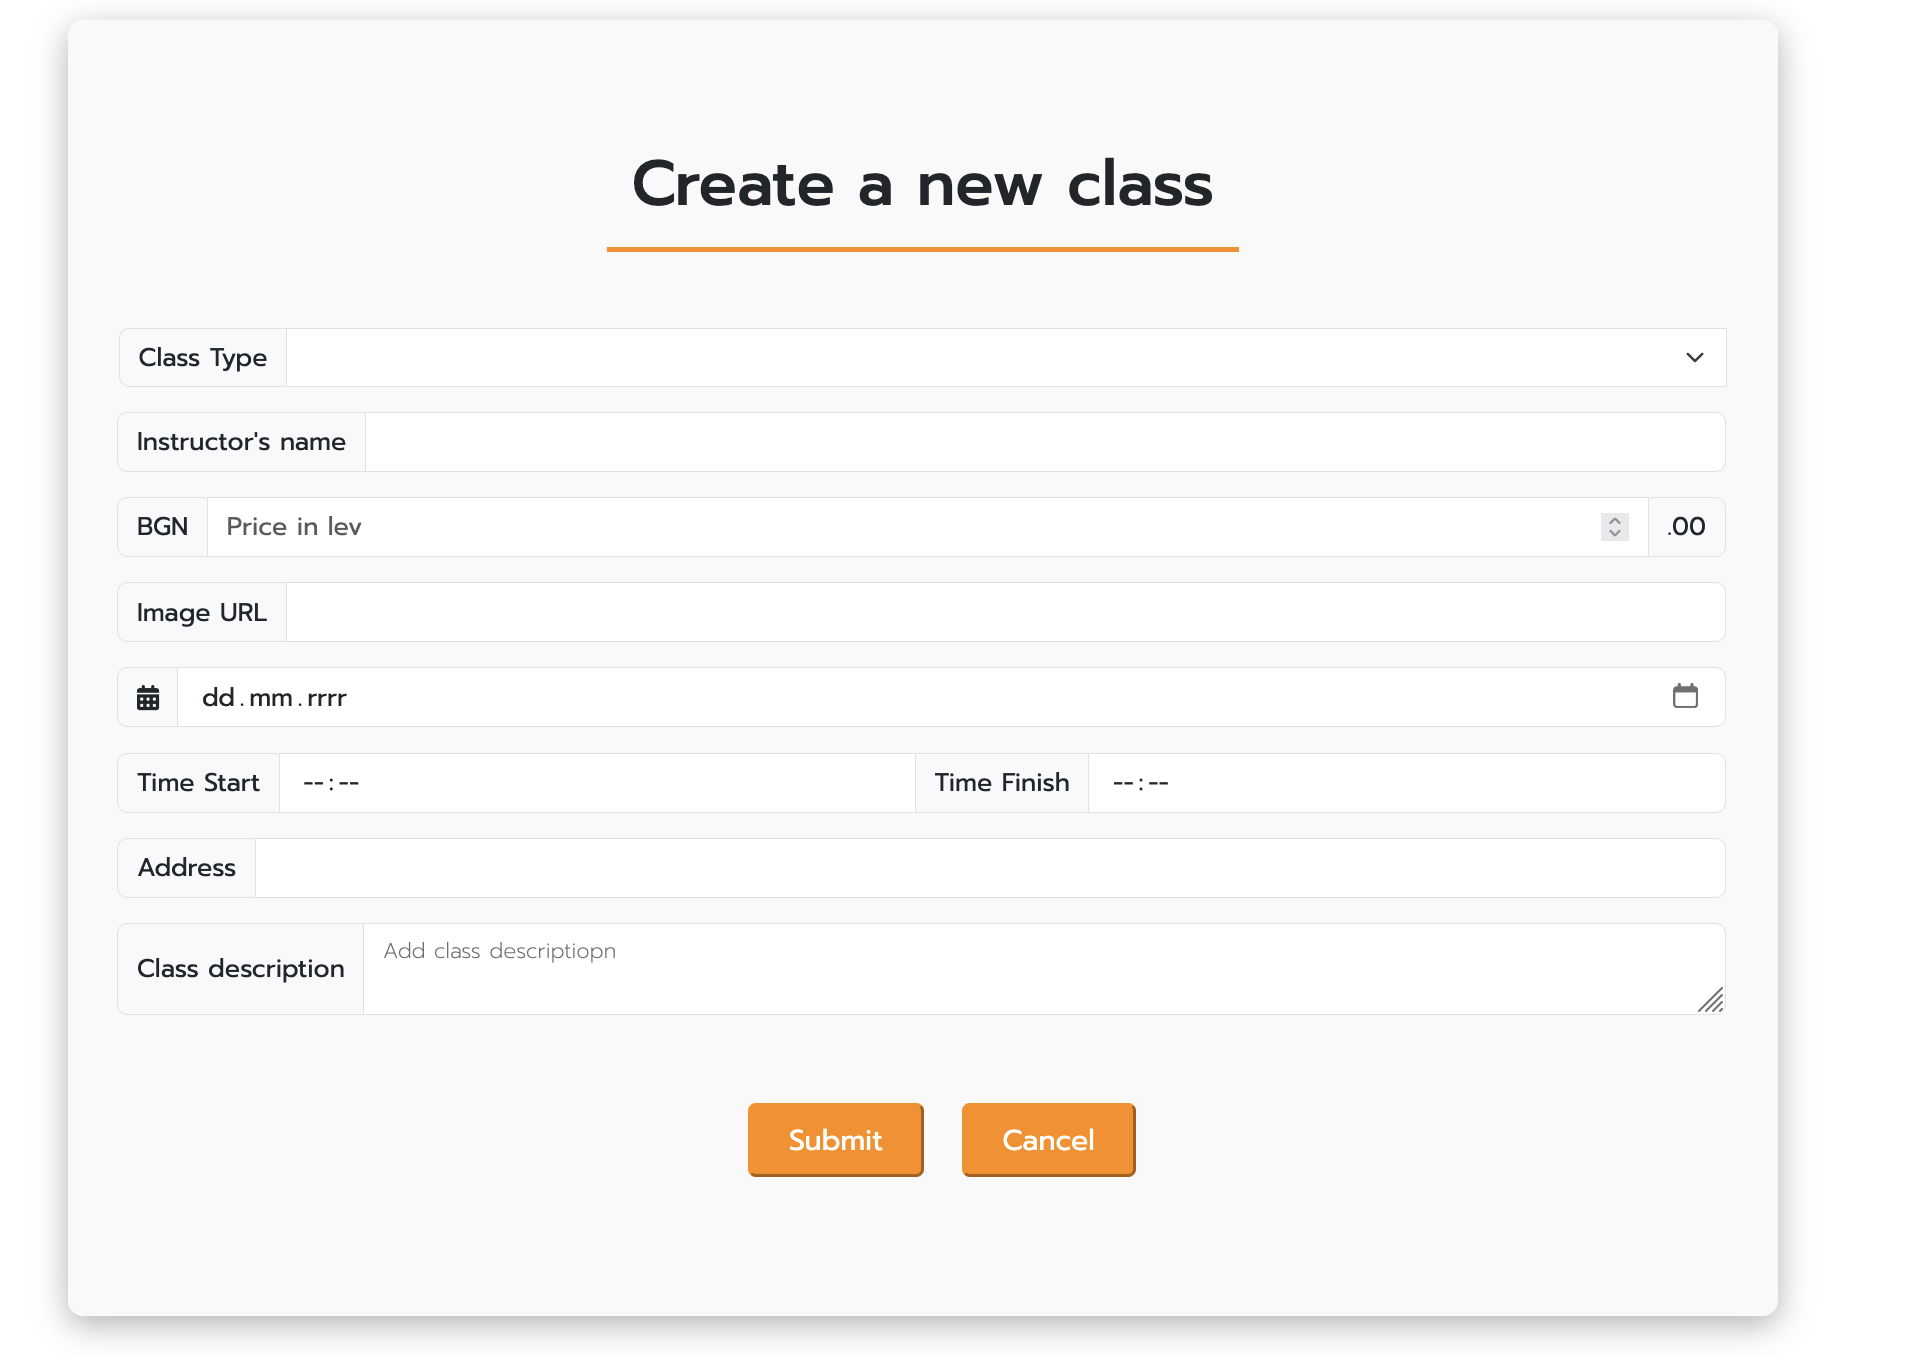 Create a new class
Class Type
Instructor's name
BGN Price in lev .00
Image URL
dd.mm.rrrr
Time Start --:-- Time Finish --:--
Address
Class description Add class descriptiopn
Submit Cancel